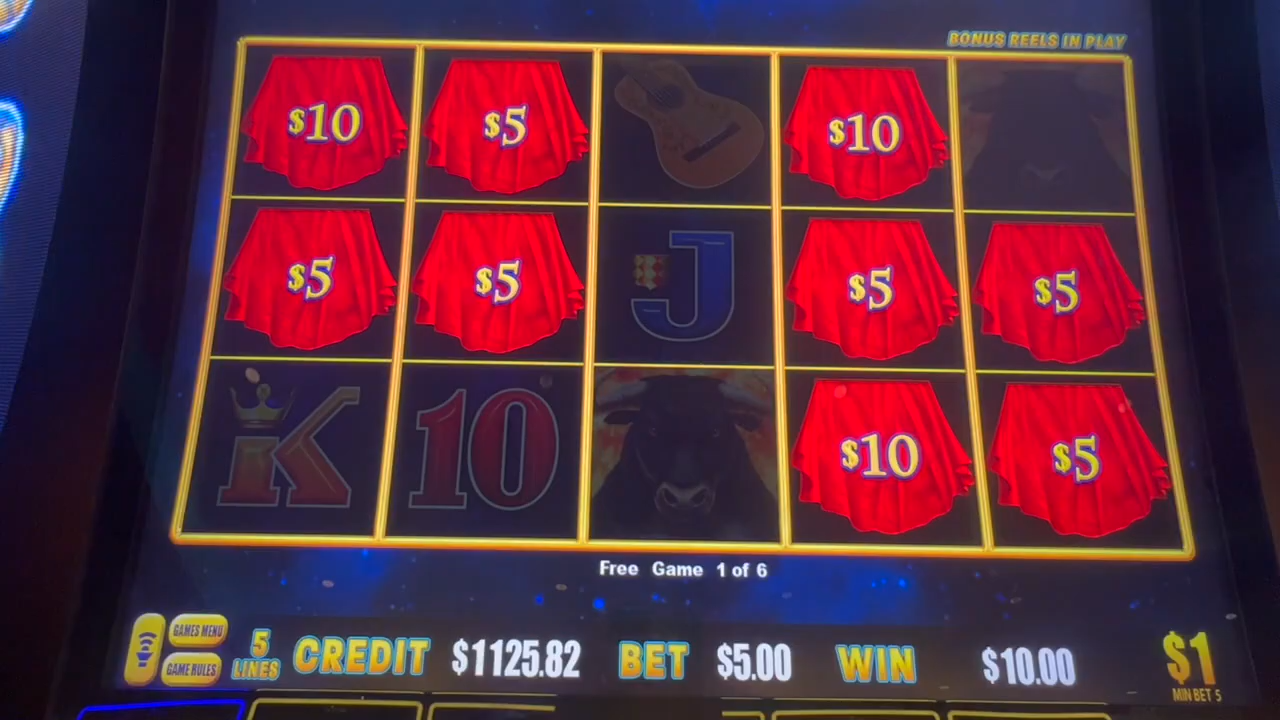 BONUS REELS IN PLAY
$10 $5 $10
$5 $5 J $5 $5
K 10 $10 $5
Free Game 1 of 6
GAMES MENU
GAME RULES
5 LINES
CREDIT $1125.82 BET $5.00 WIN $10.00
$1
MIN BET 5